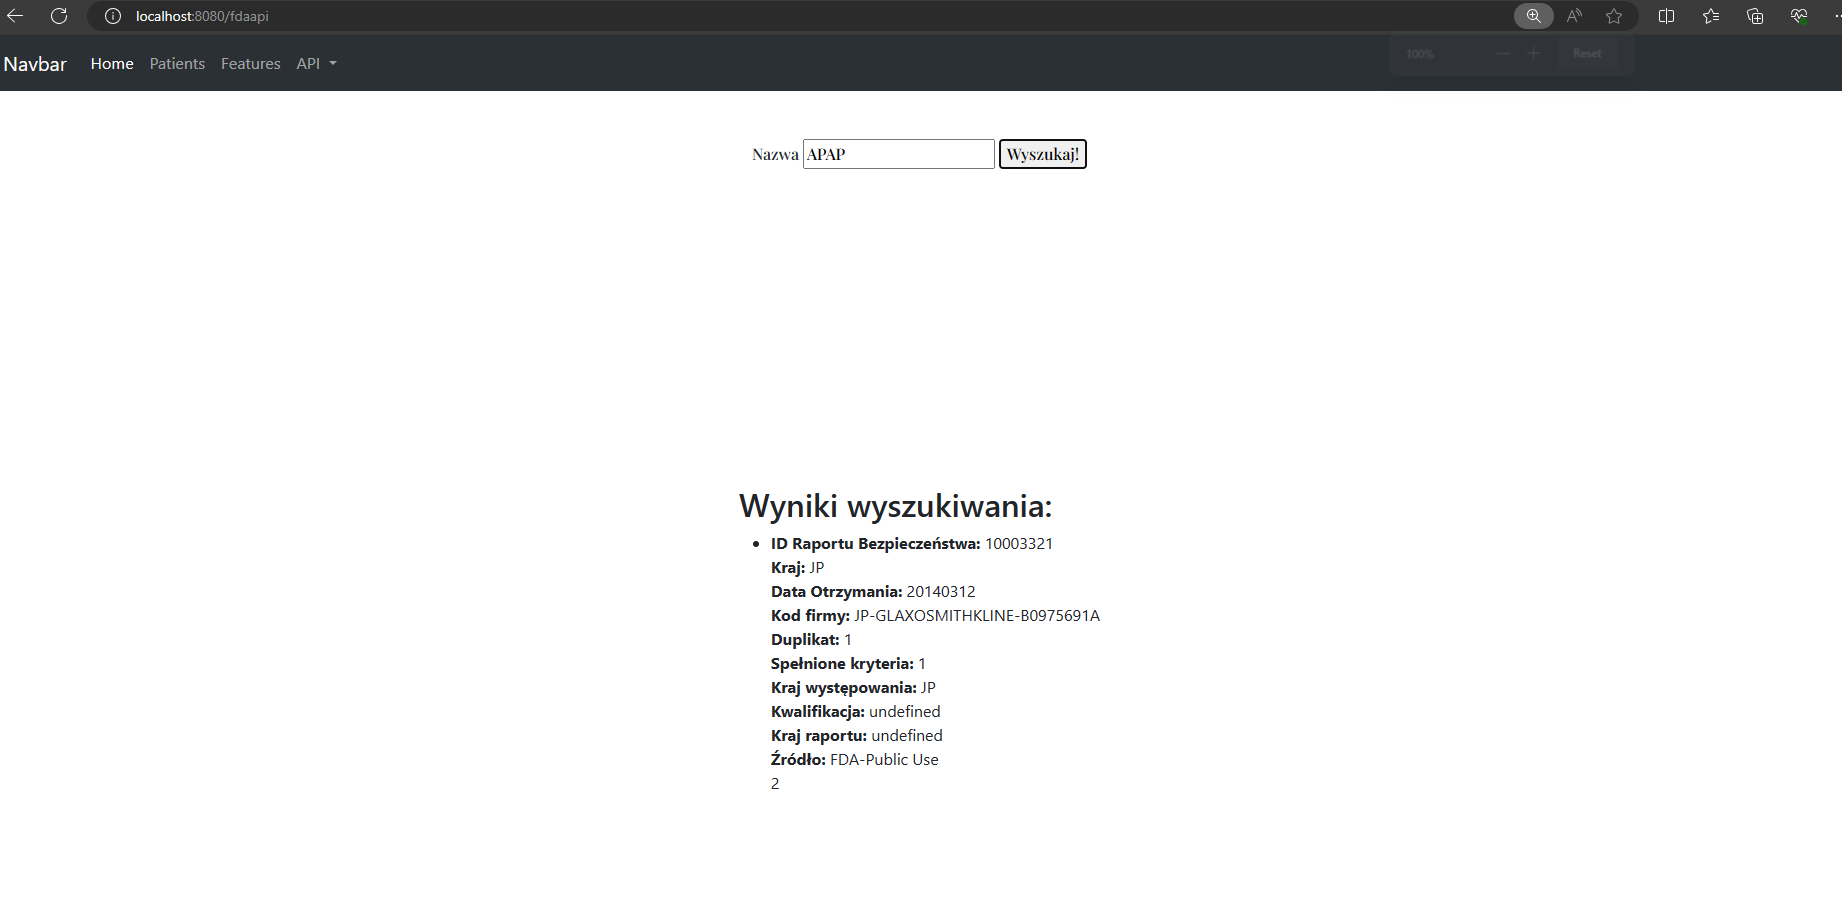 localhost:8080/fdaapi
100% Reset
Navbar Home Patients Features API
Nazwa APAP Wyszukaj!
Wyniki wyszukiwania:
ID Raportu Bezpieczeństwa: 10003321
Kraj: JP
Data Otrzymania: 20140312
Kod firmy: JP-GLAXOSMITHKLINE-B0975691A
Duplikat: 1
Spełnione kryteria: 1
Kraj występowania: JP
Kwalifikacja: undefined
Kraj raportu: undefined
Źródło: FDA-Public Use
2